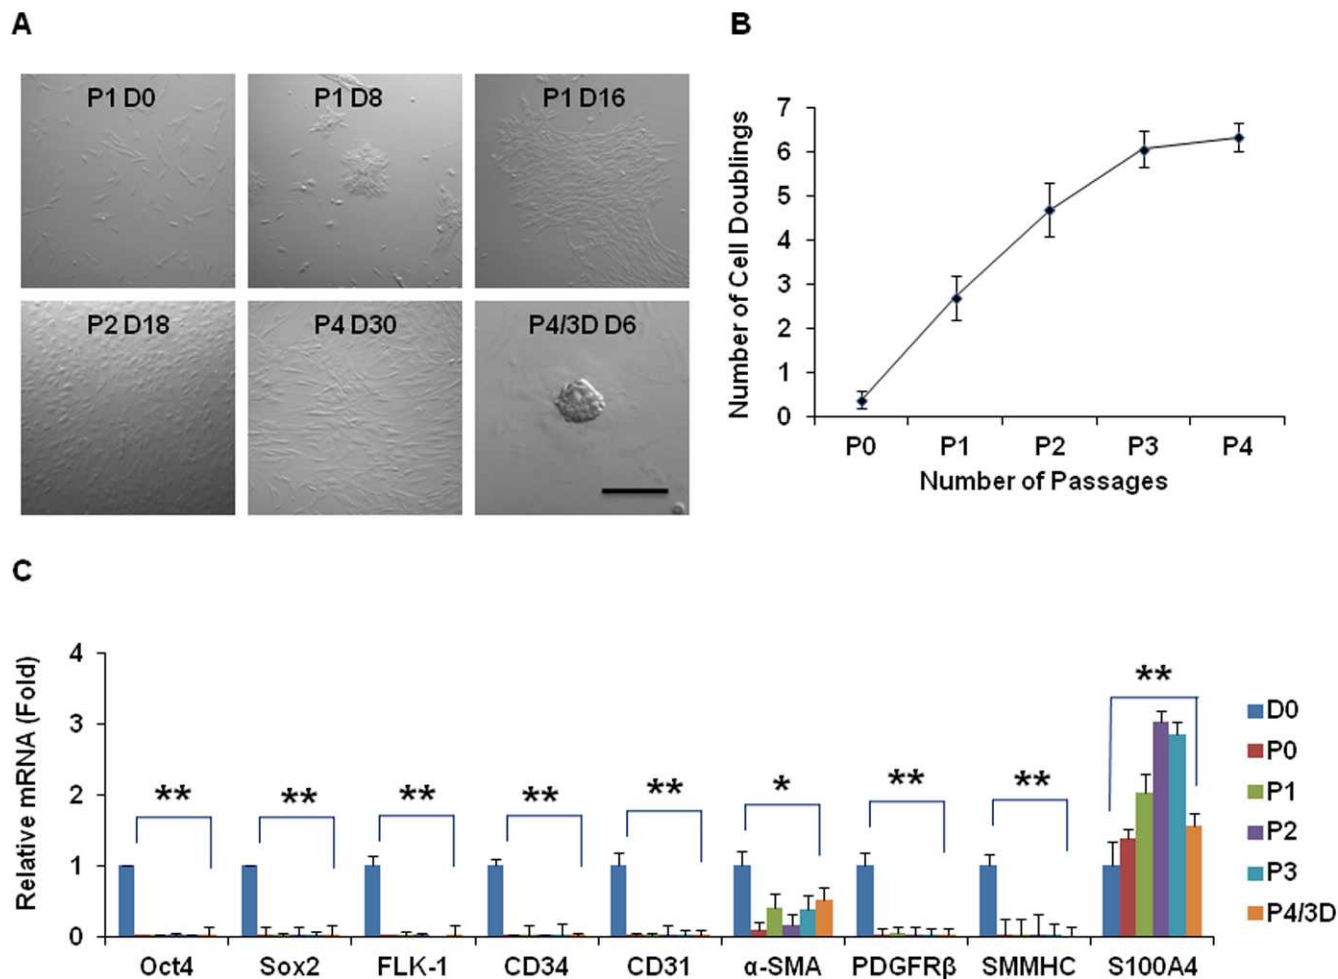 A
P1 D0
P1 D8
P1 D16
P2 D18
P4 D30
P4/3D D6
B
Number of Cell Doublings
7
6
5
4
3
2
1
0
P0 P1 P2 P3 P4
Number of Passages
C
Relative mRNA (Fold)
4
3
2
1
0
** ** ** ** ** * ** ** **
Oct4 Sox2 FLK-1 CD34 CD31 α-SMA PDGFRβ SMMHC S100A4
D0
P0
P1
P2
P3
P4/3D